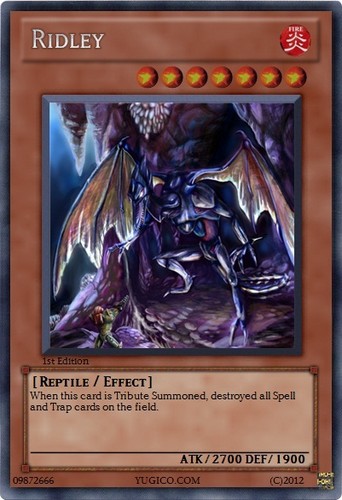 RIDLEY
FIRE
炎
1st Edition
[REPTILE / EFFECT]
When this card is Tribute Summoned, destroyed all Spell
and Trap cards on the field.
ATK / 2700 DEF / 1900
09872666 YUGICO.COM (C)2012